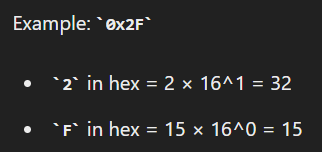 Example: `0x2F`
• `2` in hex = 2 × 16^1 = 32
• `F` in hex = 15 × 16^0 = 15